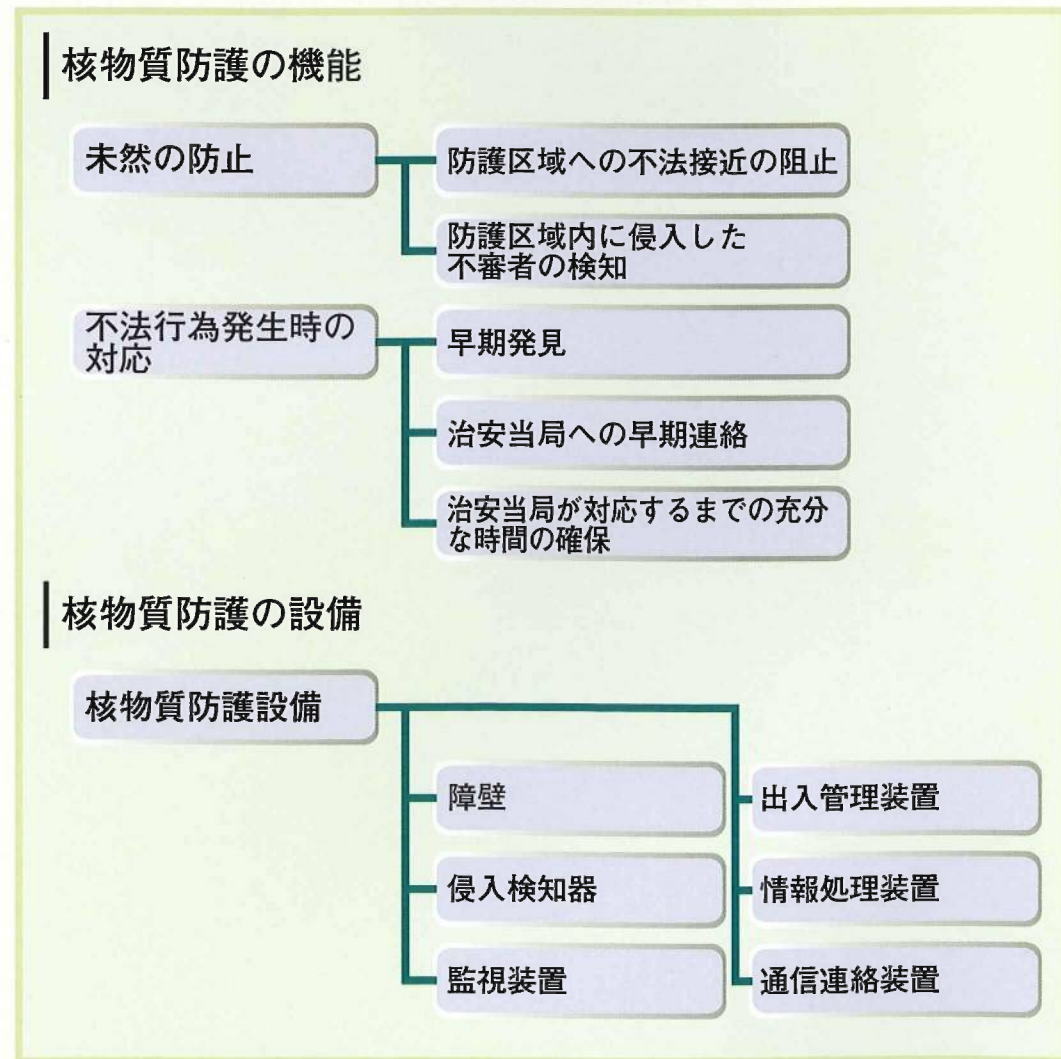 核物質防護の機能
未然の防止
防護区域への不法接近の阻止
防護区域内に侵入した
不審者の検知
不法行為発生時の
対応
早期発見
治安当局への早期連絡
治安当局が対応するまでの充分
な時間の確保
核物質防護の設備
核物質防護設備
障壁
出入管理装置
侵入検知器
情報処理装置
監視装置
通信連絡装置